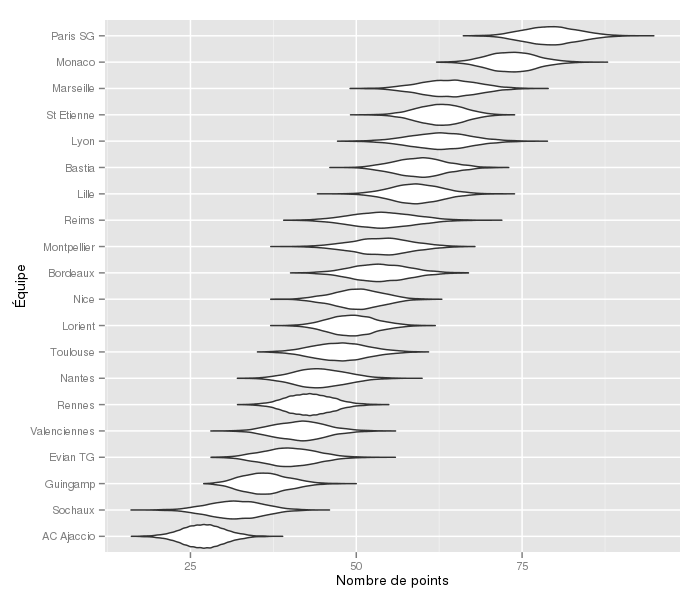 Paris SG
Monaco
Marseille
St Etienne
Lyon
Bastia
Lille
Reims
Montpellier
Bordeaux
Nice
Lorient
Toulouse
Nantes
Rennes
Valenciennes
Evian TG
Guingamp
Sochaux
AC Ajaccio
Équipe
25 50 75
Nombre de points